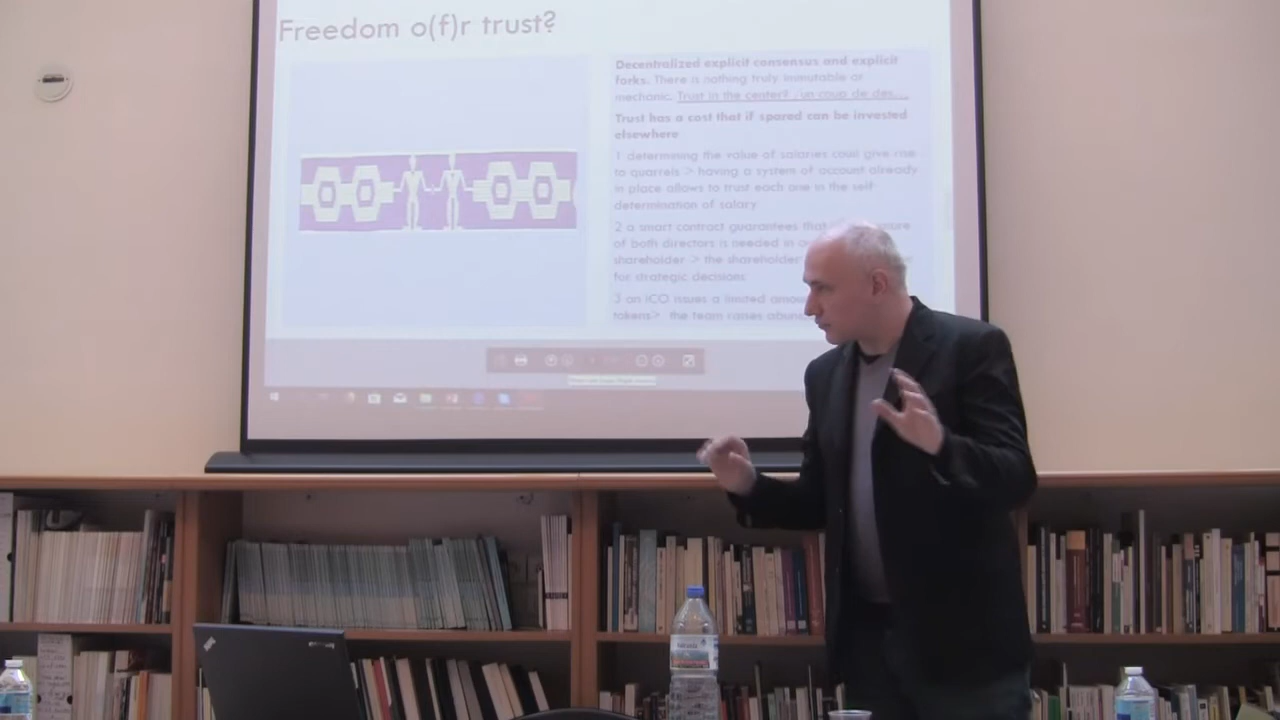 Freedom o(f)r trust?
Decentralized explicit consensus and explicit
forks. There is nothing truly immutable or
mechanic. Trust in the center? un coup de des...
Trust has a cost that if spared can be invested
elsewhere
1 determining the value of salaries coul give rise
to quarrels > having a system of account already
in place allows to trust each one in the self-
determination of salary
2 a smart contract guarantees that
of both directors is needed in
shareholder > the shareholder
for strategic decisions
3 an ICO issues a limited
tokens> the team raises